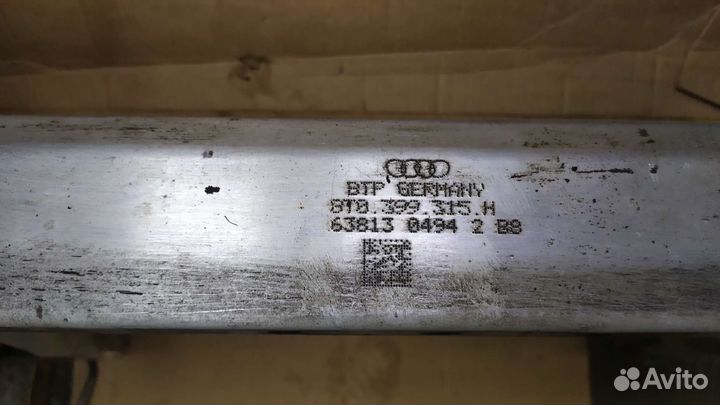 BTP GERMANY
8T0.399.315.H
63813 0494 2 B8
Avito